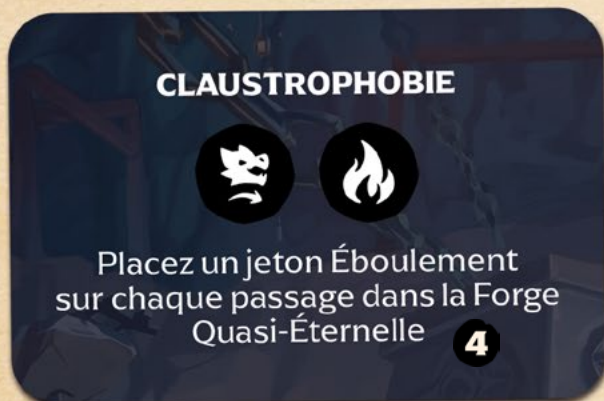 CLAUSTROPHOBIE
Placez un jeton Éboulement
sur chaque passage dans la Forge
Quasi-Éternelle 4